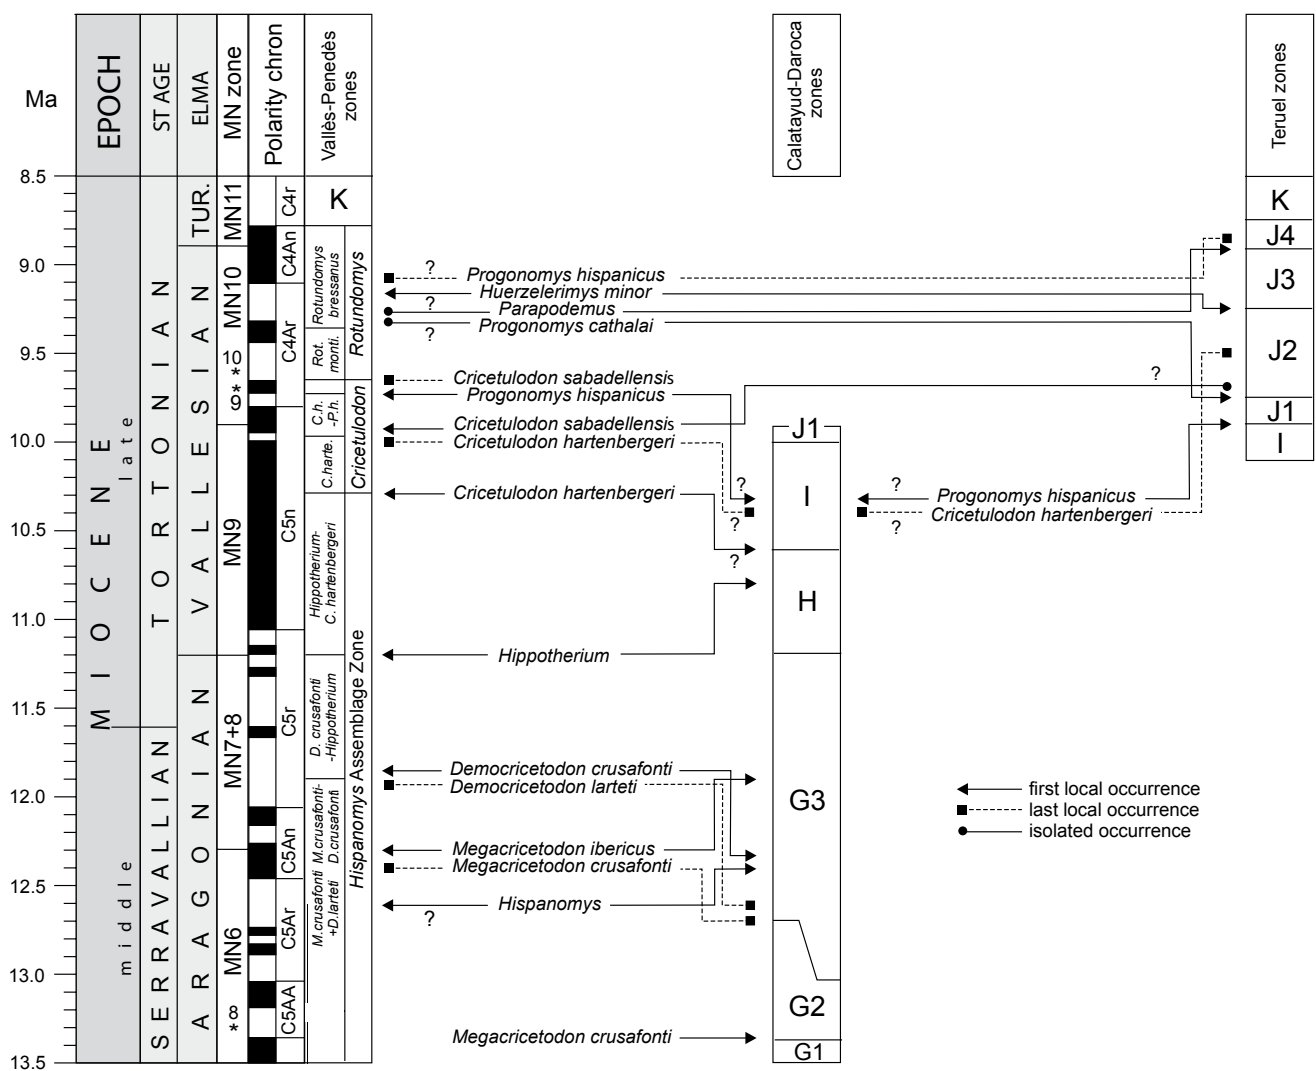 Ma
EPOCH
STAGE
ELMA
MN zone
Polarity chron
Vallès-Penedès
zones
Calatayud-Daroca
zones
Teruel zones
8.5
9.0
9.5
10.0
10.5
11.0
11.5
12.0
12.5
13.0
13.5
MIOCENE
late
middle
TORTONIAN
SERRAVALLIAN
TUR.
VALLESIAN
ARAGONIAN
MN11
MN10
10
*
*
9
MN9
MN7+8
MN6
8
*
C4r
C4An
C4Ar
C5n
C5r
C5An
C5Ar
C5AA
K
Rotundomys
bressanus
Rot.
monti.
Rotundomys
C.h.
-P.h.
C.harte.
Cricetulodon
Hippotherium-
C. hartenbergeri
D. crusafonti
-Hippotherium
M.crusafonti-
D.crusafonti
M.crusafonti
+D.larteti
Hispanomys Assemblage Zone
?
Progonomys hispanicus
Huerzelerimys minor
?
Parapodemus
Progonomys cathalai
?
Cricetulodon sabadellensis
?
Progonomys hispanicus
Cricetulodon sabadellensis
Cricetulodon hartenbergeri
Cricetulodon hartenbergeri
?
?
?
Hippotherium
Democricetodon crusafonti
Democricetodon larteti
Megacricetodon ibericus
Megacricetodon crusafonti
Hispanomys
?
Megacricetodon crusafonti
J1
I
H
G3
G2
G1
?
Progonomys hispanicus
Cricetulodon hartenbergeri
?
K
J4
J3
J2
J1
I
first local occurrence
last local occurrence
isolated occurrence